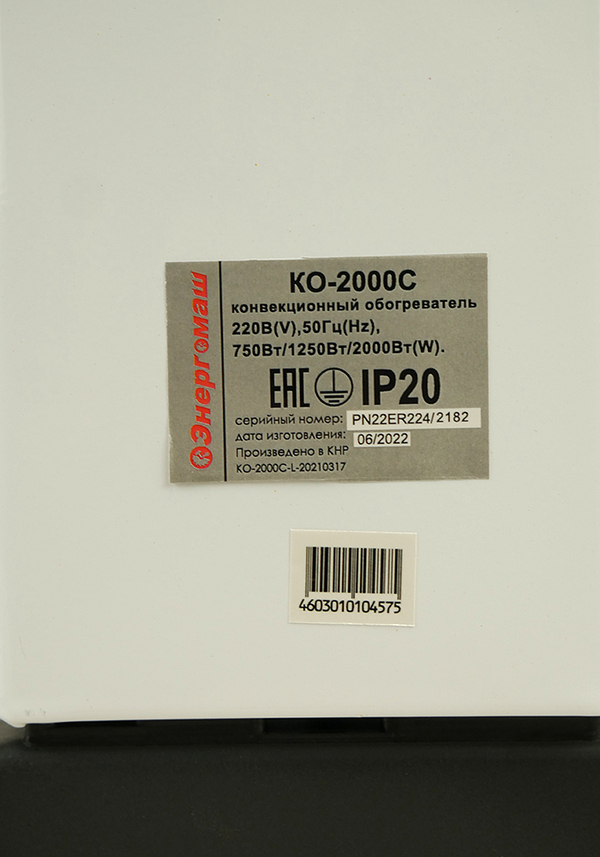 Энергомаш
КО-2000С
конвекционный обогреватель
220В(V),50Гц(Hz),
750Вт/1250Вт/2000Вт(W).
ЕАС IP20
серийный номер: PN22ER224/2182
дата изготовления: 06/2022
Произведено в КНР
КО-2000С-L-20210317
4603010104575